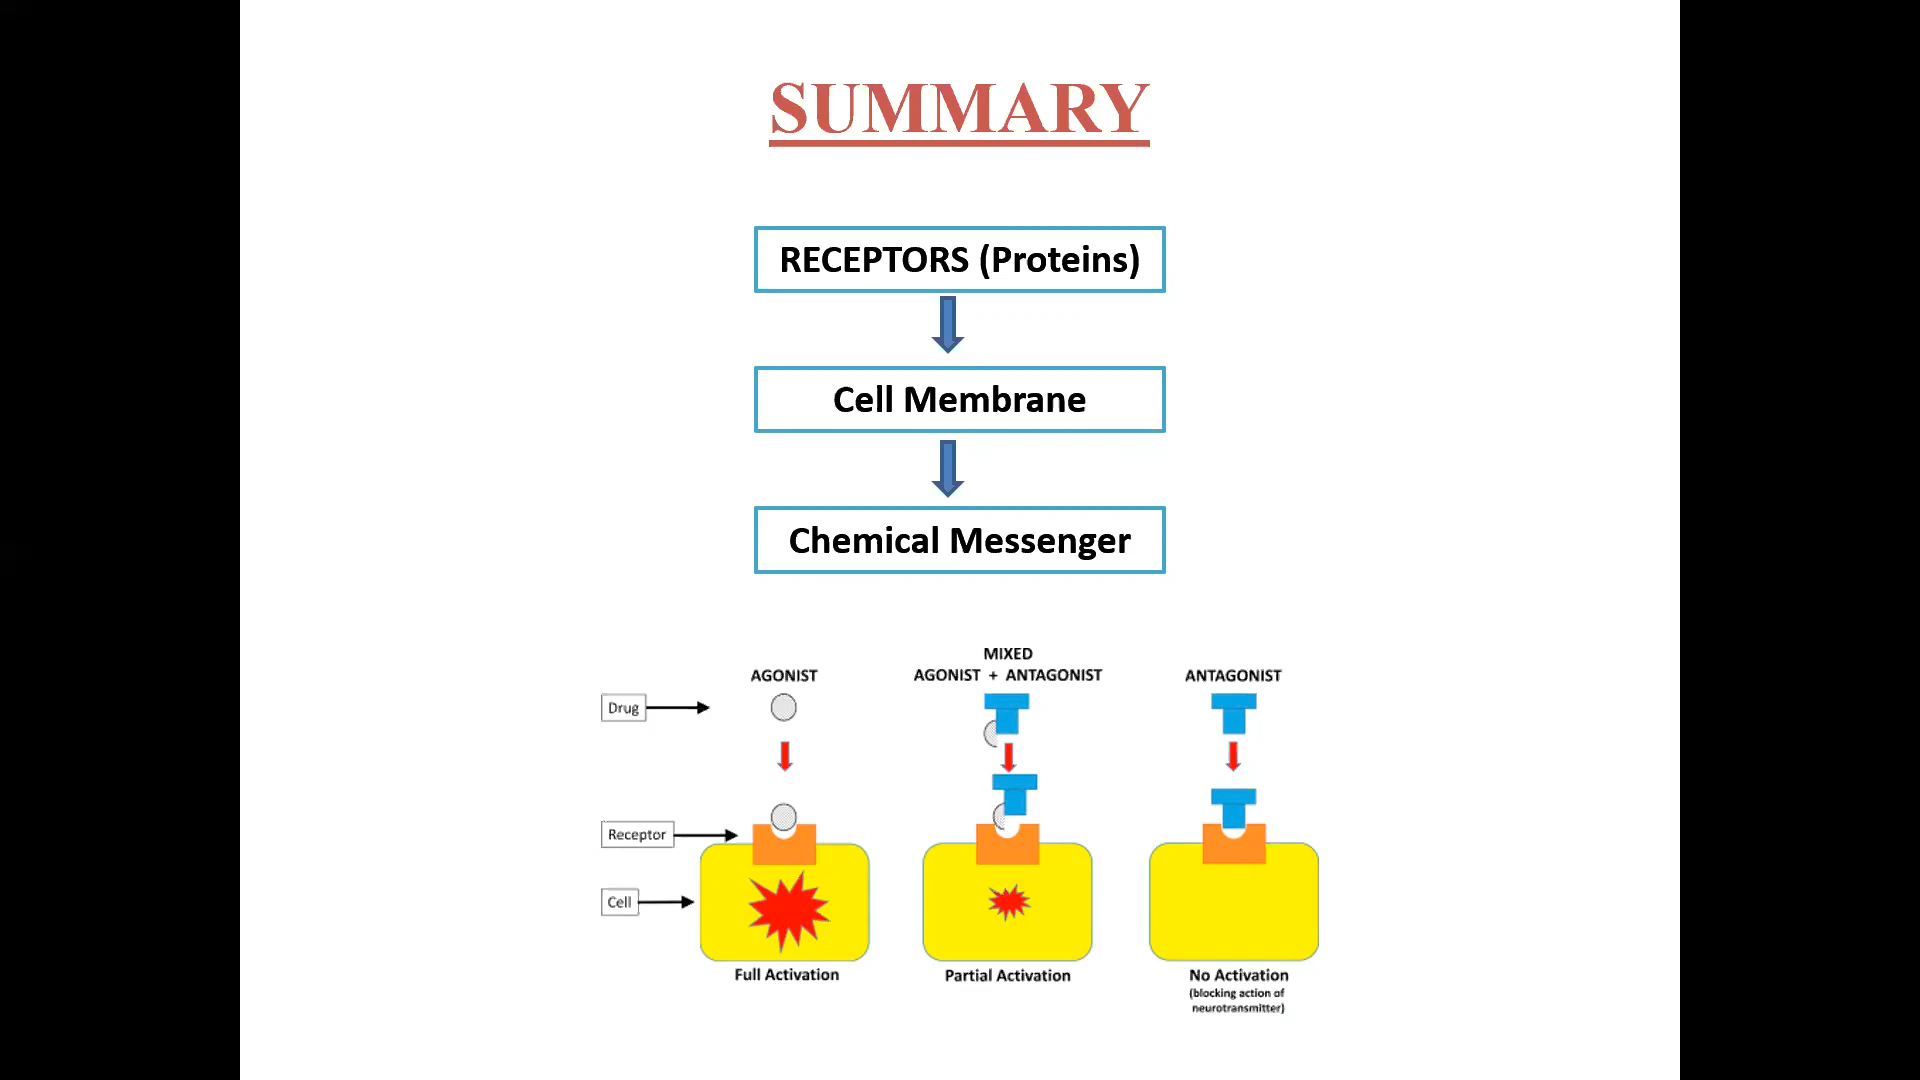 SUMMARY
RECEPTORS (Proteins)
Cell Membrane
Chemical Messenger
AGONIST
MIXED
AGONIST + ANTAGONIST
ANTAGONIST
Drug
Receptor
Cell
Full Activation
Partial Activation
No Activation
(blocking action of
neurotransmitter)